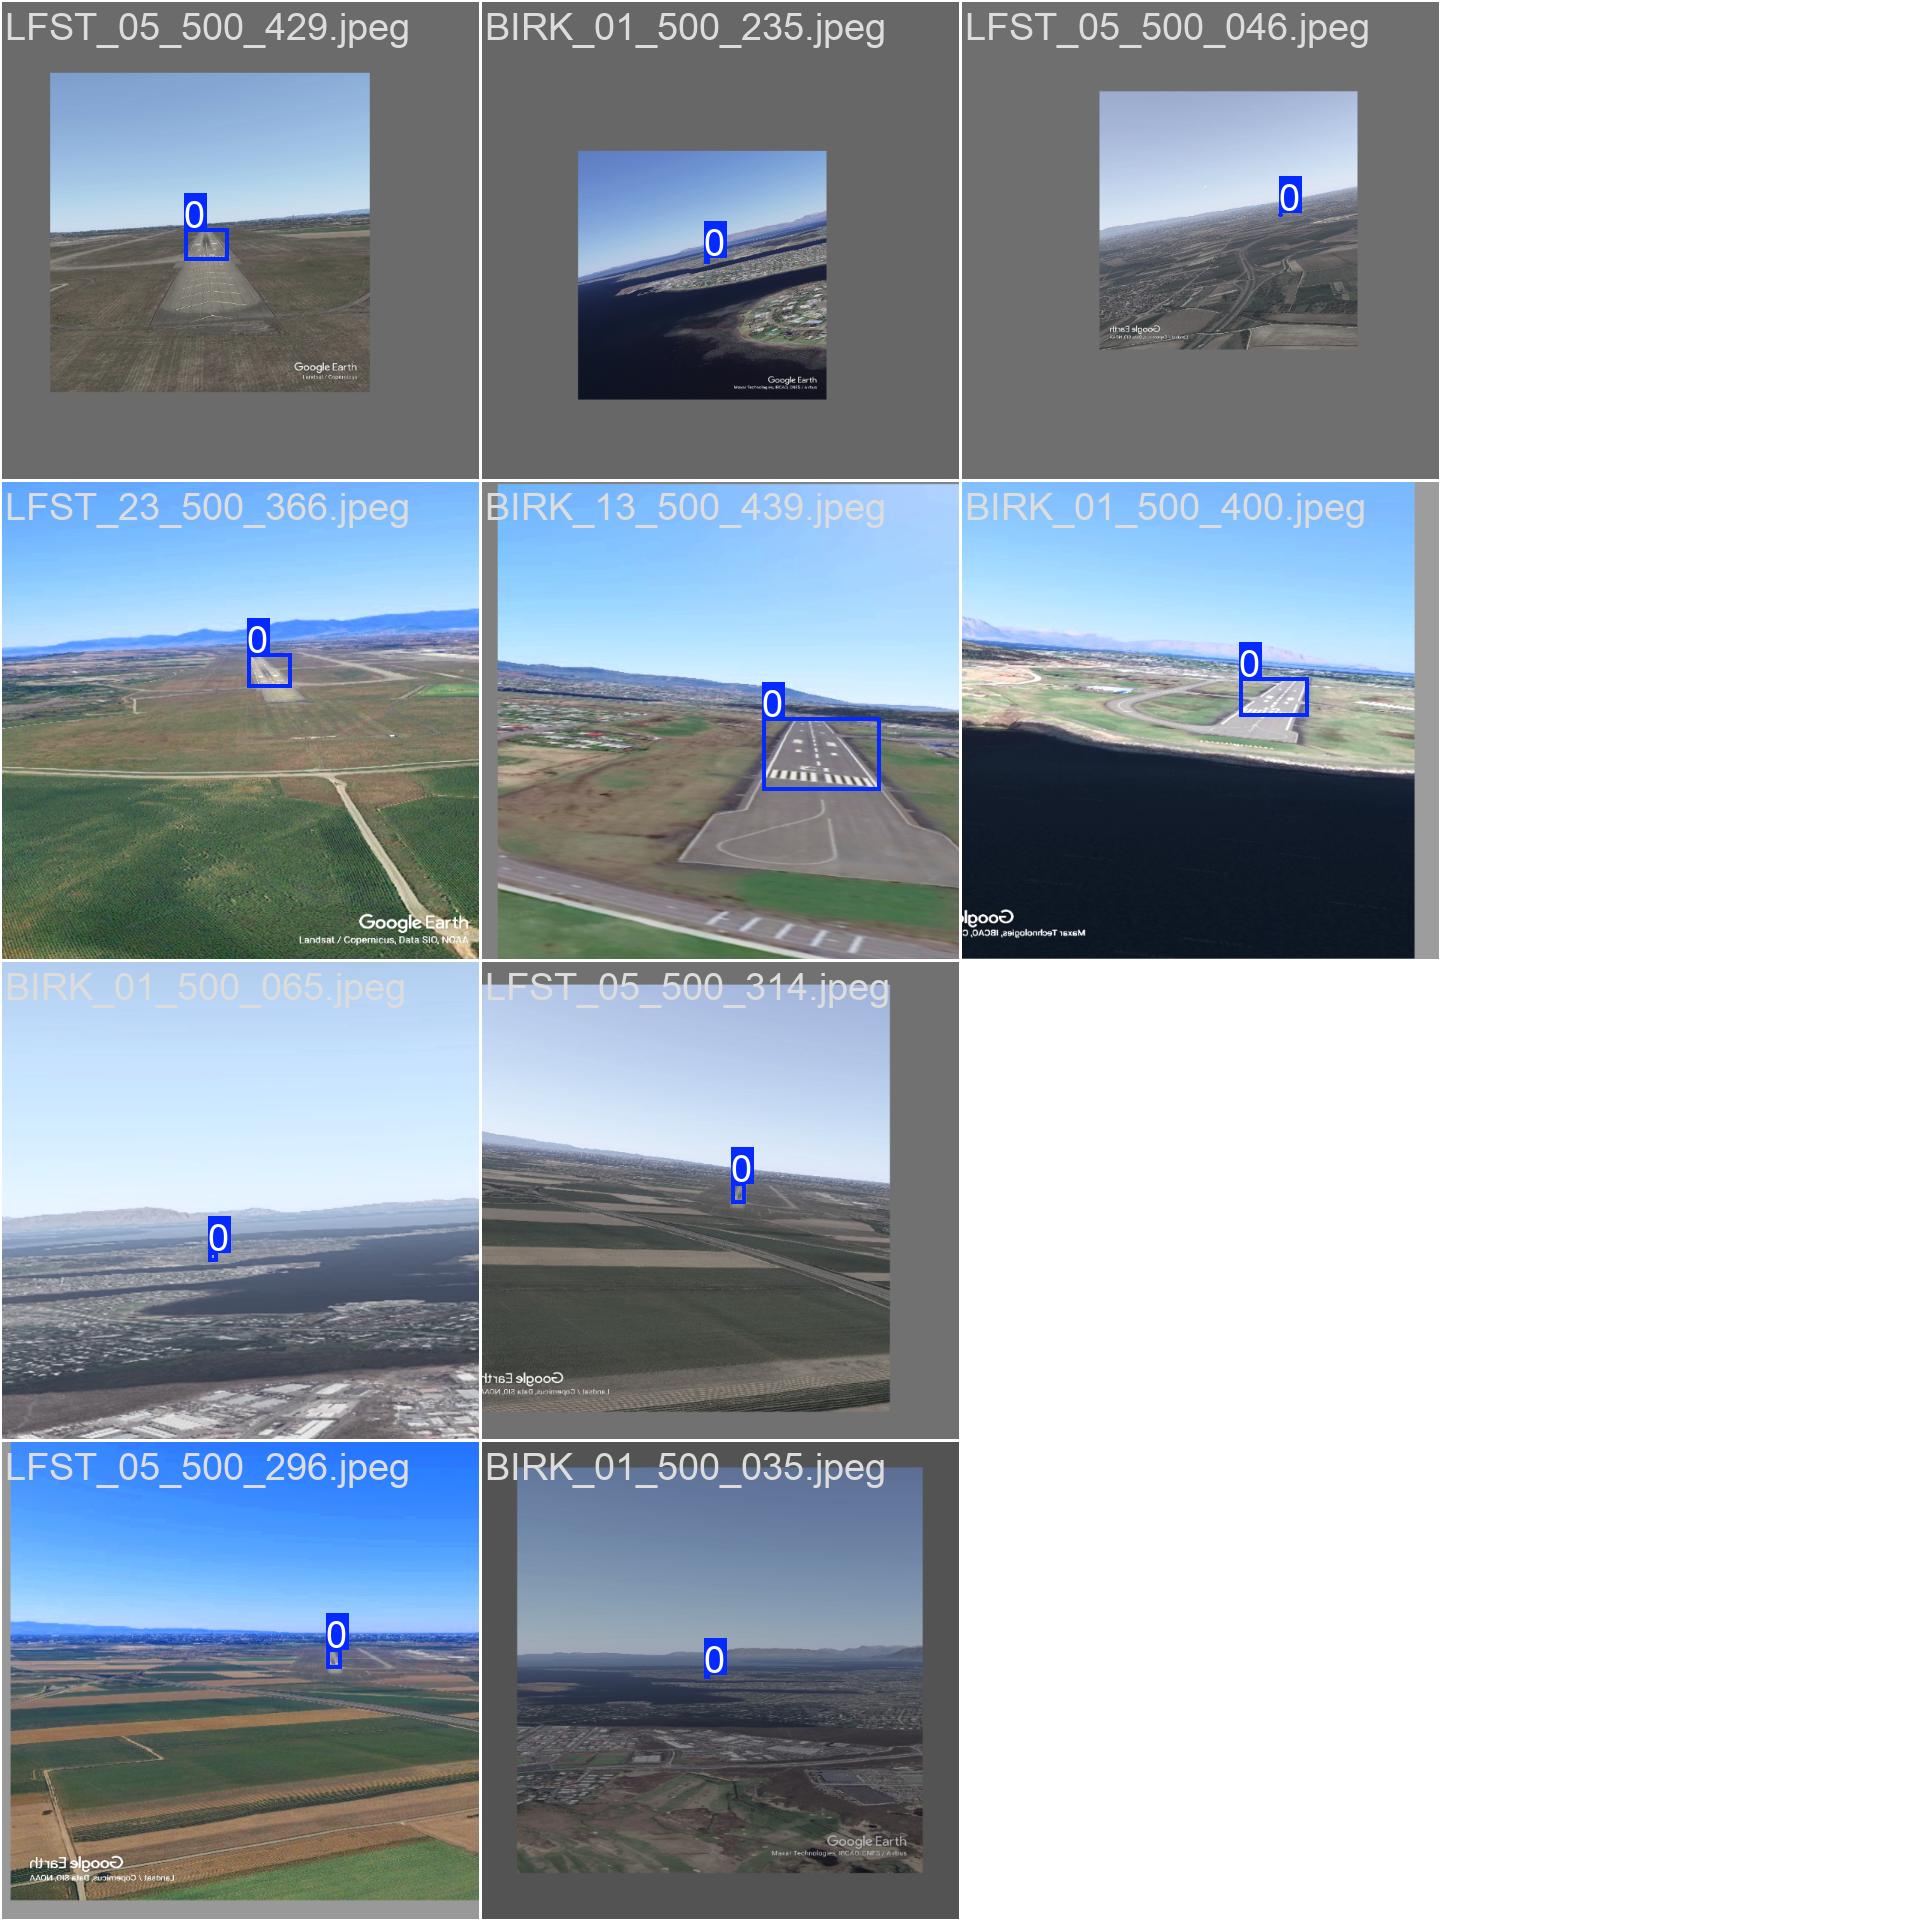 LFST_05_500_429.jpeg
BIRK_01_500_235.jpeg
LFST_05_500_046.jpeg
0
0
0
Google Earth
Landsat / Copernicus
Google Earth
Maxar Technologies, IBCAO, CNES / Airbus
Google Earth
LFST_23_500_366.jpeg
BIRK_13_500_439.jpeg
BIRK_01_500_400.jpeg
0
0
0
Google Earth
Landsat / Copernicus, Data SIO, NOAA
Google
Maxar Technologies, IBCAO, C
BIRK_01_500_065.jpeg
LFST_05_500_314.jpeg
0
0
Google Earth
Landsat / Copernicus, Data SIO, NOAA
LFST_05_500_296.jpeg
BIRK_01_500_035.jpeg
0
0
Google Earth
Landsat / Copernicus, Data SIO, NOAA
Google Earth
Maxar Technologies, IBCAO, CNES / Airbus